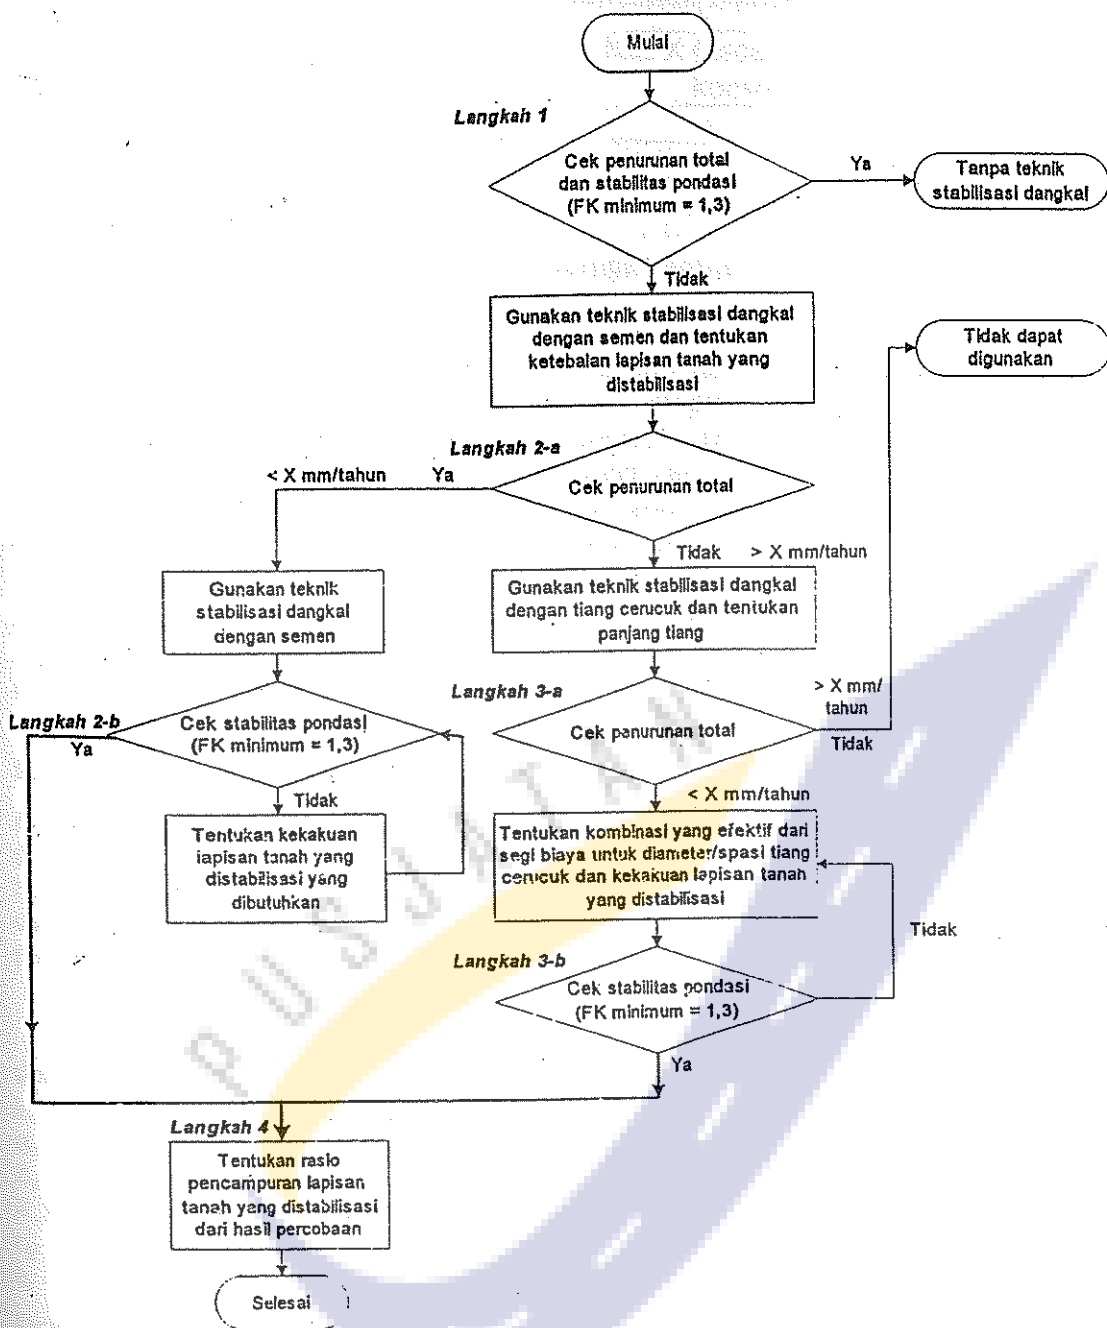 Mulai
Langkah 1
Cek penurunan total
dan stabilitas pondasi
(FK minimum = 1,3)
Ya
Tanpa teknik
stabilisasi dangkal
Tidak
Gunakan teknik stabilisasi dangkal
dengan semen dan tentukan
ketebalan lapisan tanah yang
distabilisasi
Tidak dapat
digunakan
Langkah 2-a
< X mm/tahun Ya
Cek penurunan total
Tidak > X mm/tahun
Gunakan teknik
stabilisasi dangkal
dengan semen
Gunakan teknik stabilisasi dangkal
dengan tiang cerucuk dan tentukan
panjang tiang
Langkah 2-b
Ya
Cek stabilitas pondasi
(FK minimum = 1,3)
Tidak
Tentukan kekakuan
lapisan tanah yang
distabilisasi yang
dibutuhkan
Langkah 3-a
Cek penurunan total
> X mm/
tahun
Tidak
< X mm/tahun
Tentukan kombinasi yang efektif dari
segi biaya untuk diameter/spasi tiang
cerucuk dan kekakuan lapisan tanah
yang distabilisasi
Tidak
Langkah 3-b
Cek stabilitas pondasi
(FK minimum = 1,3)
Ya
Langkah 4
Tentukan rasio
pencampuran lapisan
tanah yang distabilisasi
dari hasil percobaan
Selesai
PUSJATAN